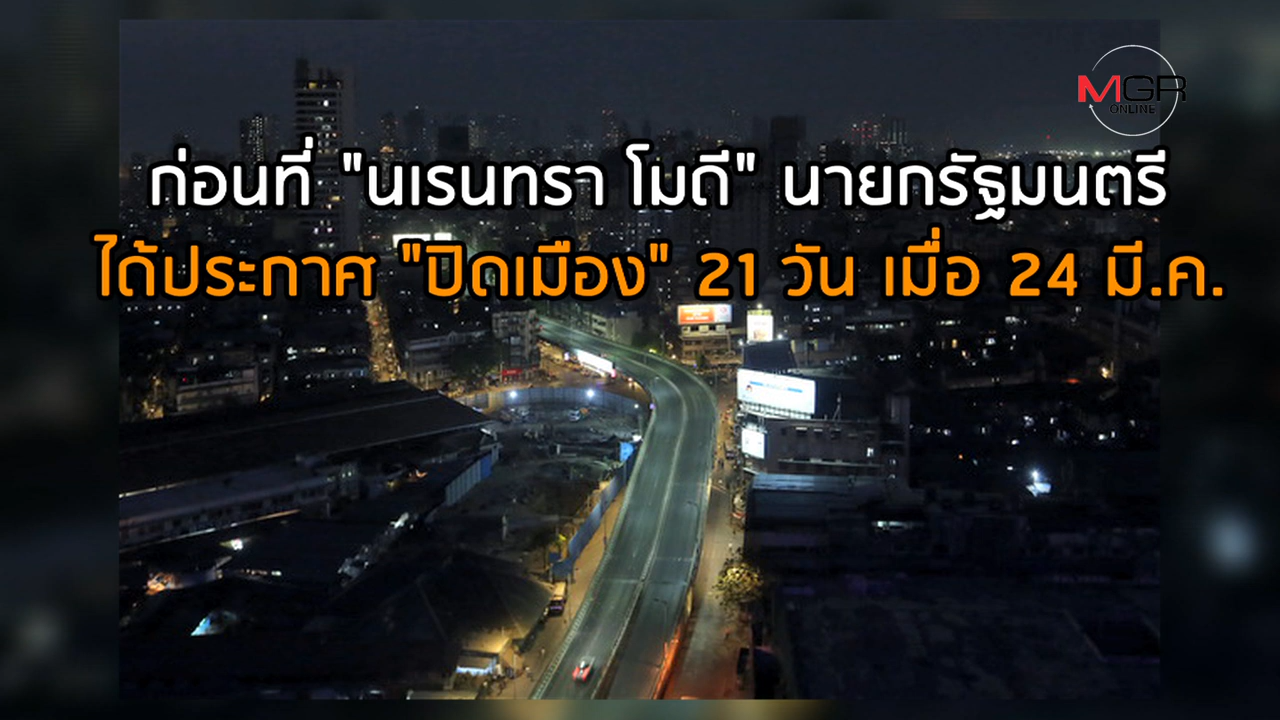 MGR
ONLINE
ก่อนที่ "นเรนทรา โมดี" นายกรัฐมนตรี
ได้ประกาศ "ปิดเมือง" 21 วัน เมื่อ 24 มี.ค.